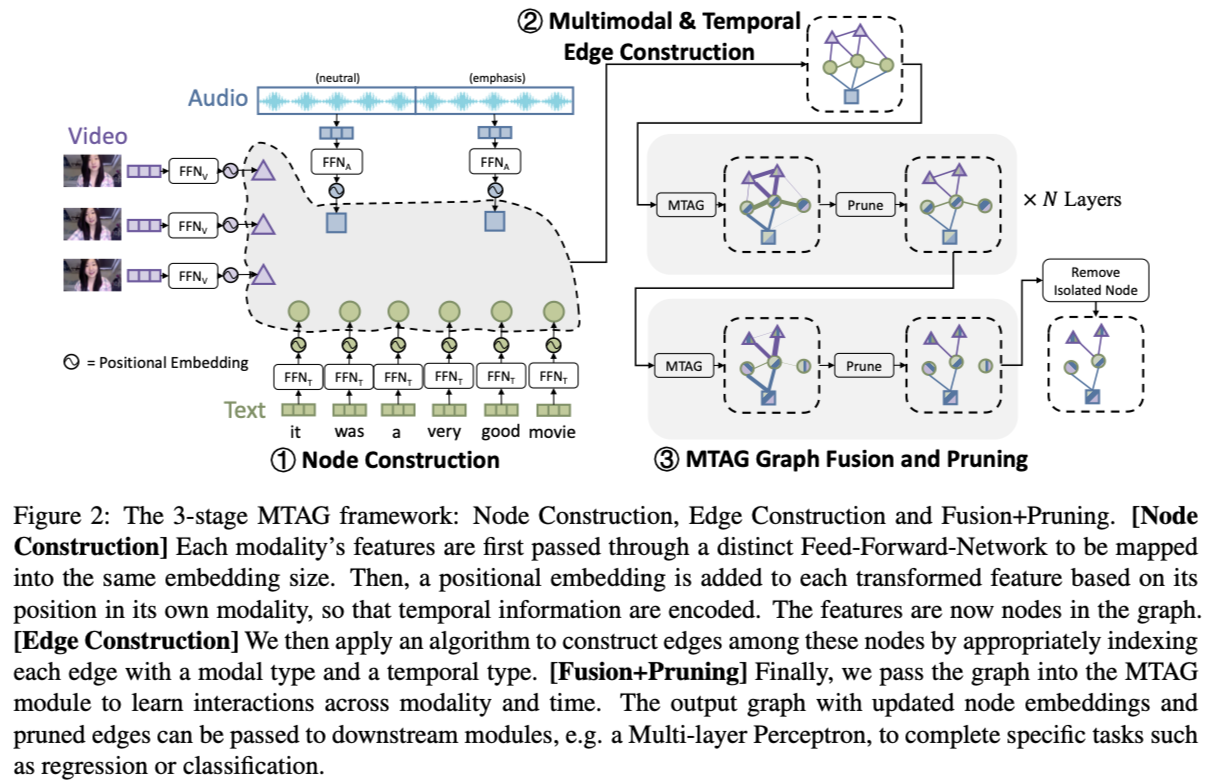 ② Multimodal & Temporal
Edge Construction
(neutral)
(emphasis)
Audio
Video
FFN_A
FFN_A
FFN_V
FFN_V
FFN_V
MTAG
Prune
× N Layers
Remove
Isolated Node
MTAG
Prune
= Positional Embedding
FFN_T
FFN_T
FFN_T
FFN_T
FFN_T
FFN_T
Text
it was a very good movie
① Node Construction
③ MTAG Graph Fusion and Pruning
Figure 2: The 3-stage MTAG framework: Node Construction, Edge Construction and Fusion+Pruning. [Node
Construction] Each modality's features are first passed through a distinct Feed-Forward-Network to be mapped
into the same embedding size. Then, a positional embedding is added to each transformed feature based on its
position in its own modality, so that temporal information are encoded. The features are now nodes in the graph.
[Edge Construction] We then apply an algorithm to construct edges among these nodes by appropriately indexing
each edge with a modal type and a temporal type. [Fusion+Pruning] Finally, we pass the graph into the MTAG
module to learn interactions across modality and time. The output graph with updated node embeddings and
pruned edges can be passed to downstream modules, e.g. a Multi-layer Perceptron, to complete specific tasks such
as regression or classification.